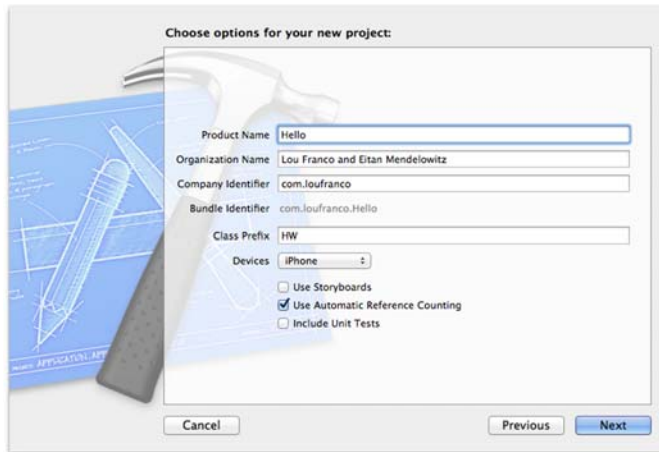 Choose options for your new project:
Product Name Hello
Organization Name Lou Franco and Eitan Mendelowitz
Company Identifier com.loufranco
Bundle Identifier com.loufranco.Hello
Class Prefix HW
Devices iPhone
Use Storyboards
Use Automatic Reference Counting
Include Unit Tests
Cancel Previous Next